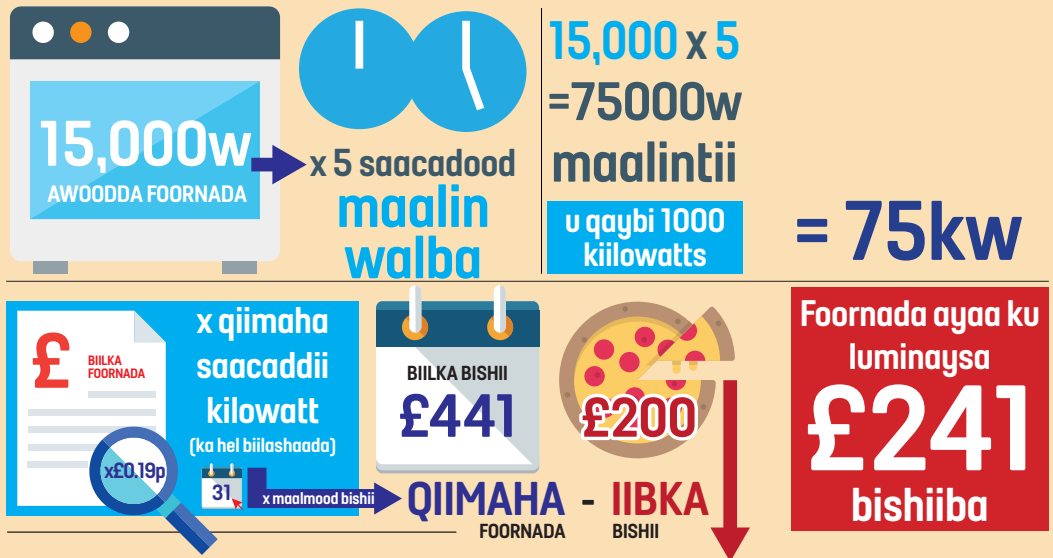 15,000w
AWOODDA FOORNADA
x 5 saacadood
maalin
walba
15,000 x 5
=75000w
maalintii
u qaybi 1000
kiilowatts
= 75kw
£
BIILKA
FOORNADA
x£0.19p
x qiimaha
saacaddii
kilowatt
(ka hel biilashaada)
31
x maalmood bishii
BIILKA BISHII
£441
£200
QIIMAHA - IIBKA
FOORNADA BISHII
Foornada ayaa ku
luminaysa
£241
bishiiba